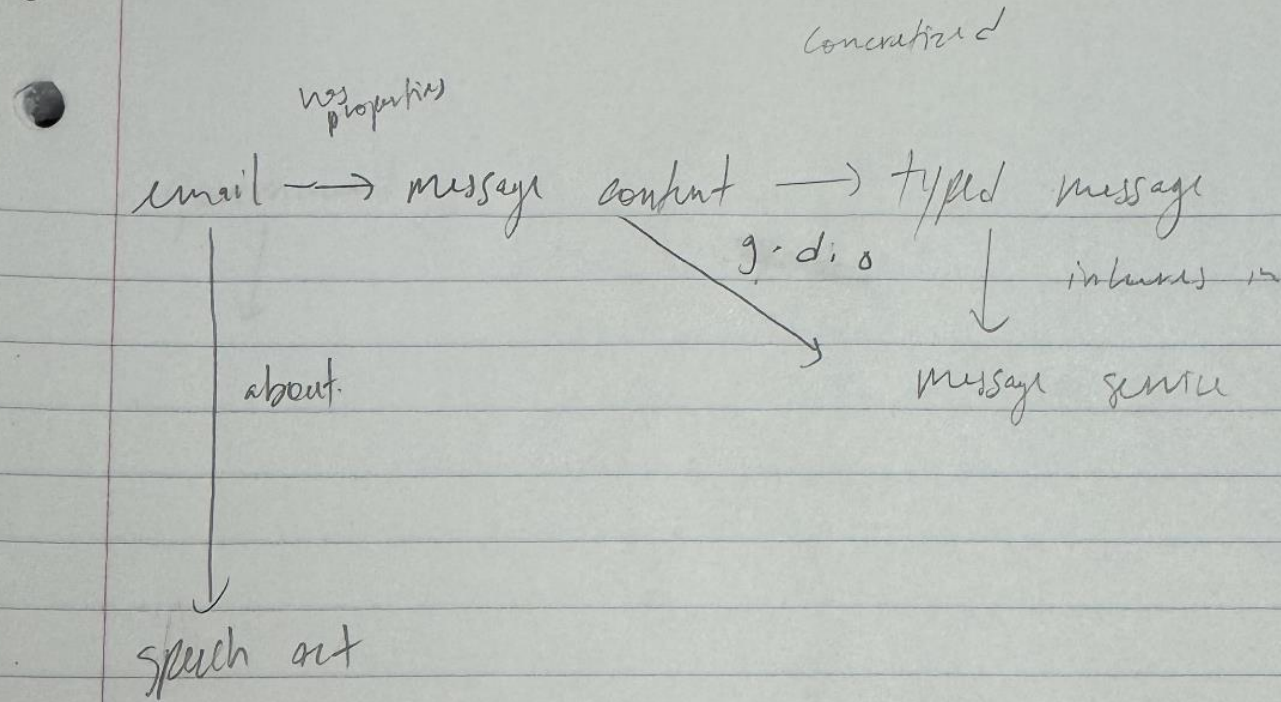 concretized
has
properties
email → message content → typed message
g.d.o
inheres in
about.
message service
speech act